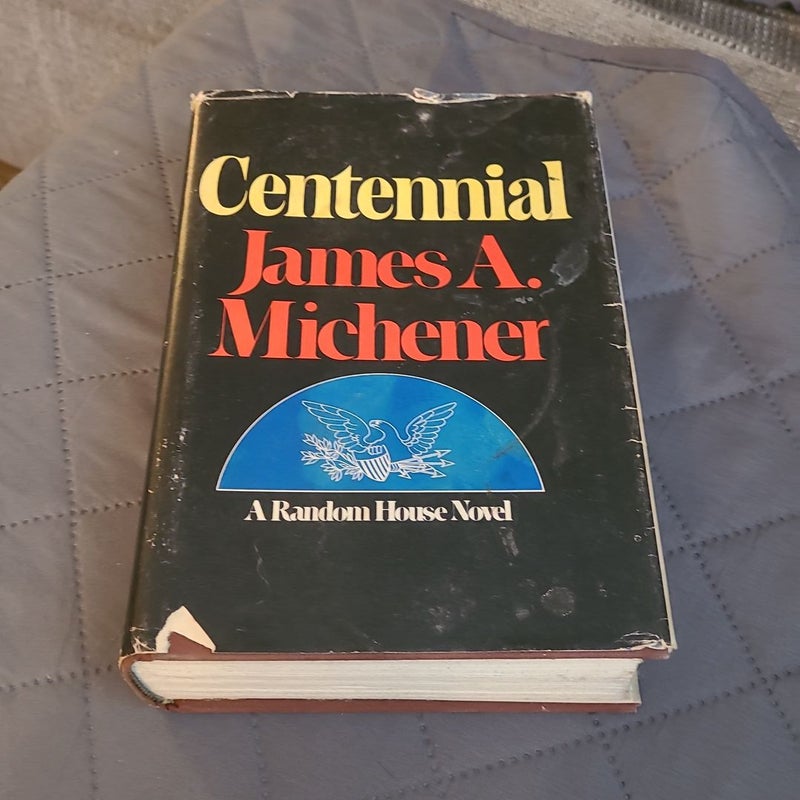 Centennial
James A.
Michener
A Random House Novel